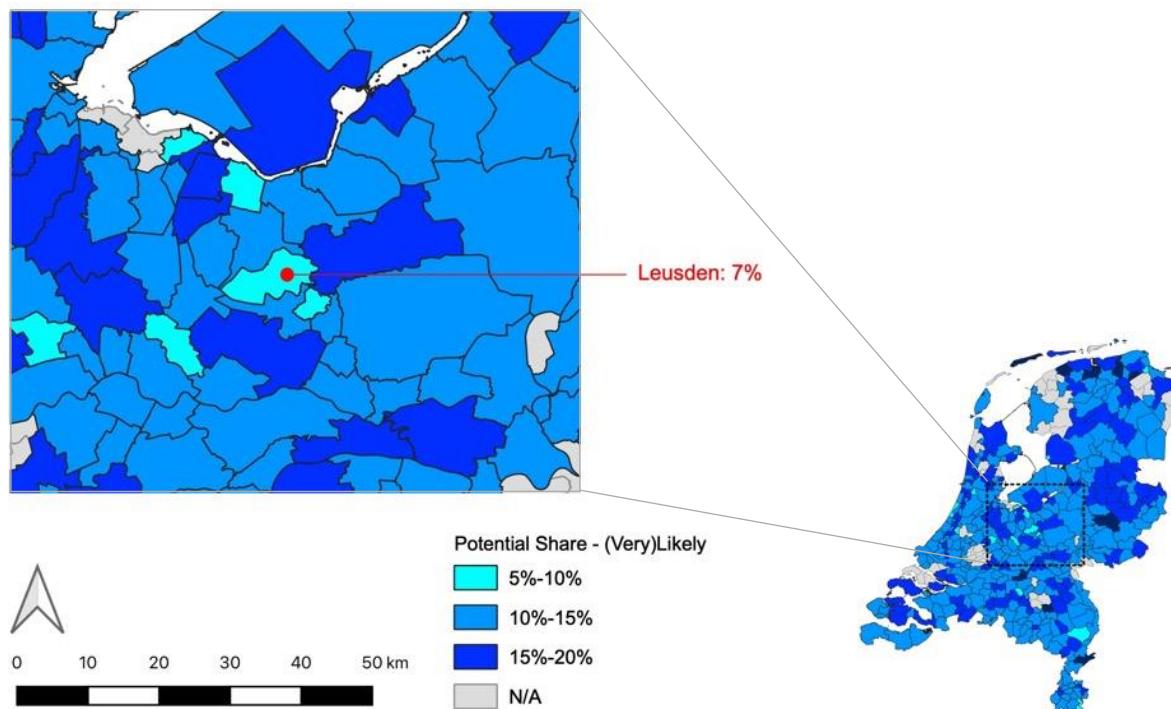 Leusden: 7%
Potential Share - (Very)Likely
5%-10%
10%-15%
15%-20%
N/A
0 10 20 30 40 50 km